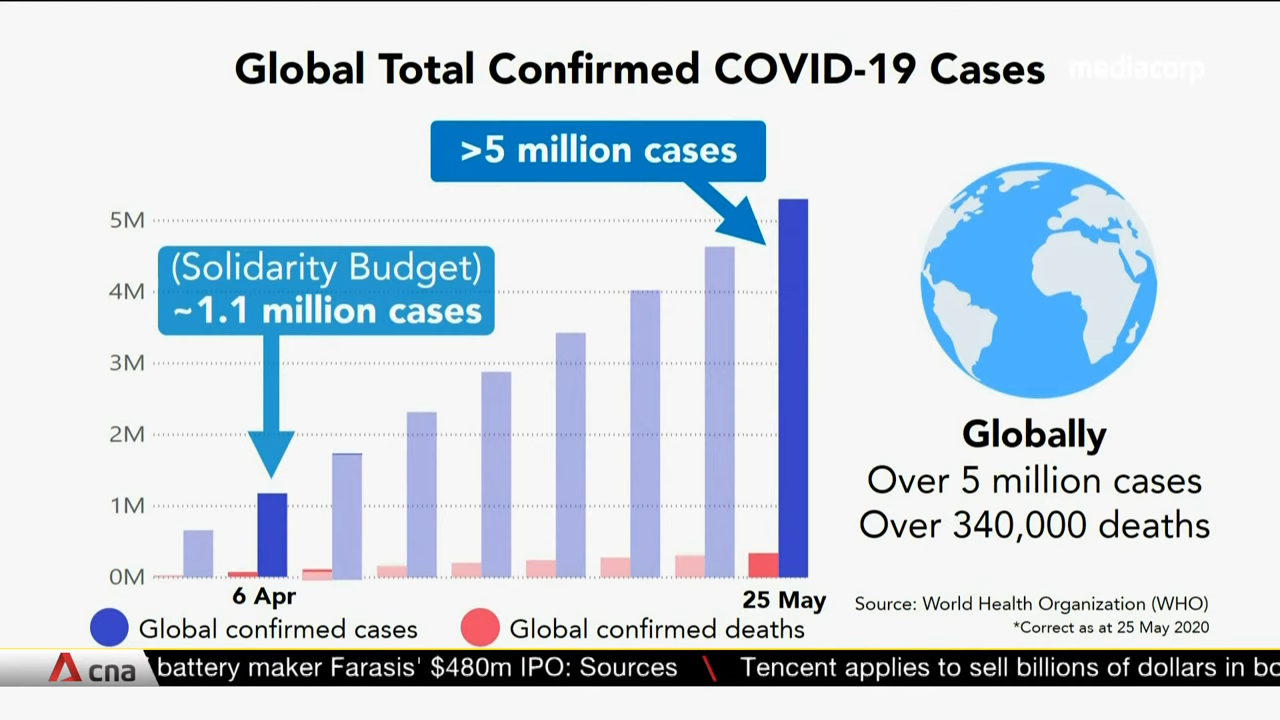 Global Total Confirmed COVID-19 Cases
mediacorp
>5 million cases
5M
(Solidarity Budget)
~1.1 million cases
4M
3M
2M
1M
0M
6 Apr
25 May
Global confirmed cases
Global confirmed deaths
Globally
Over 5 million cases
Over 340,000 deaths
Source: World Health Organization (WHO)
*Correct as at 25 May 2020
cna
battery maker Farasis' $480m IPO: Sources \ Tencent applies to sell billions of dollars in